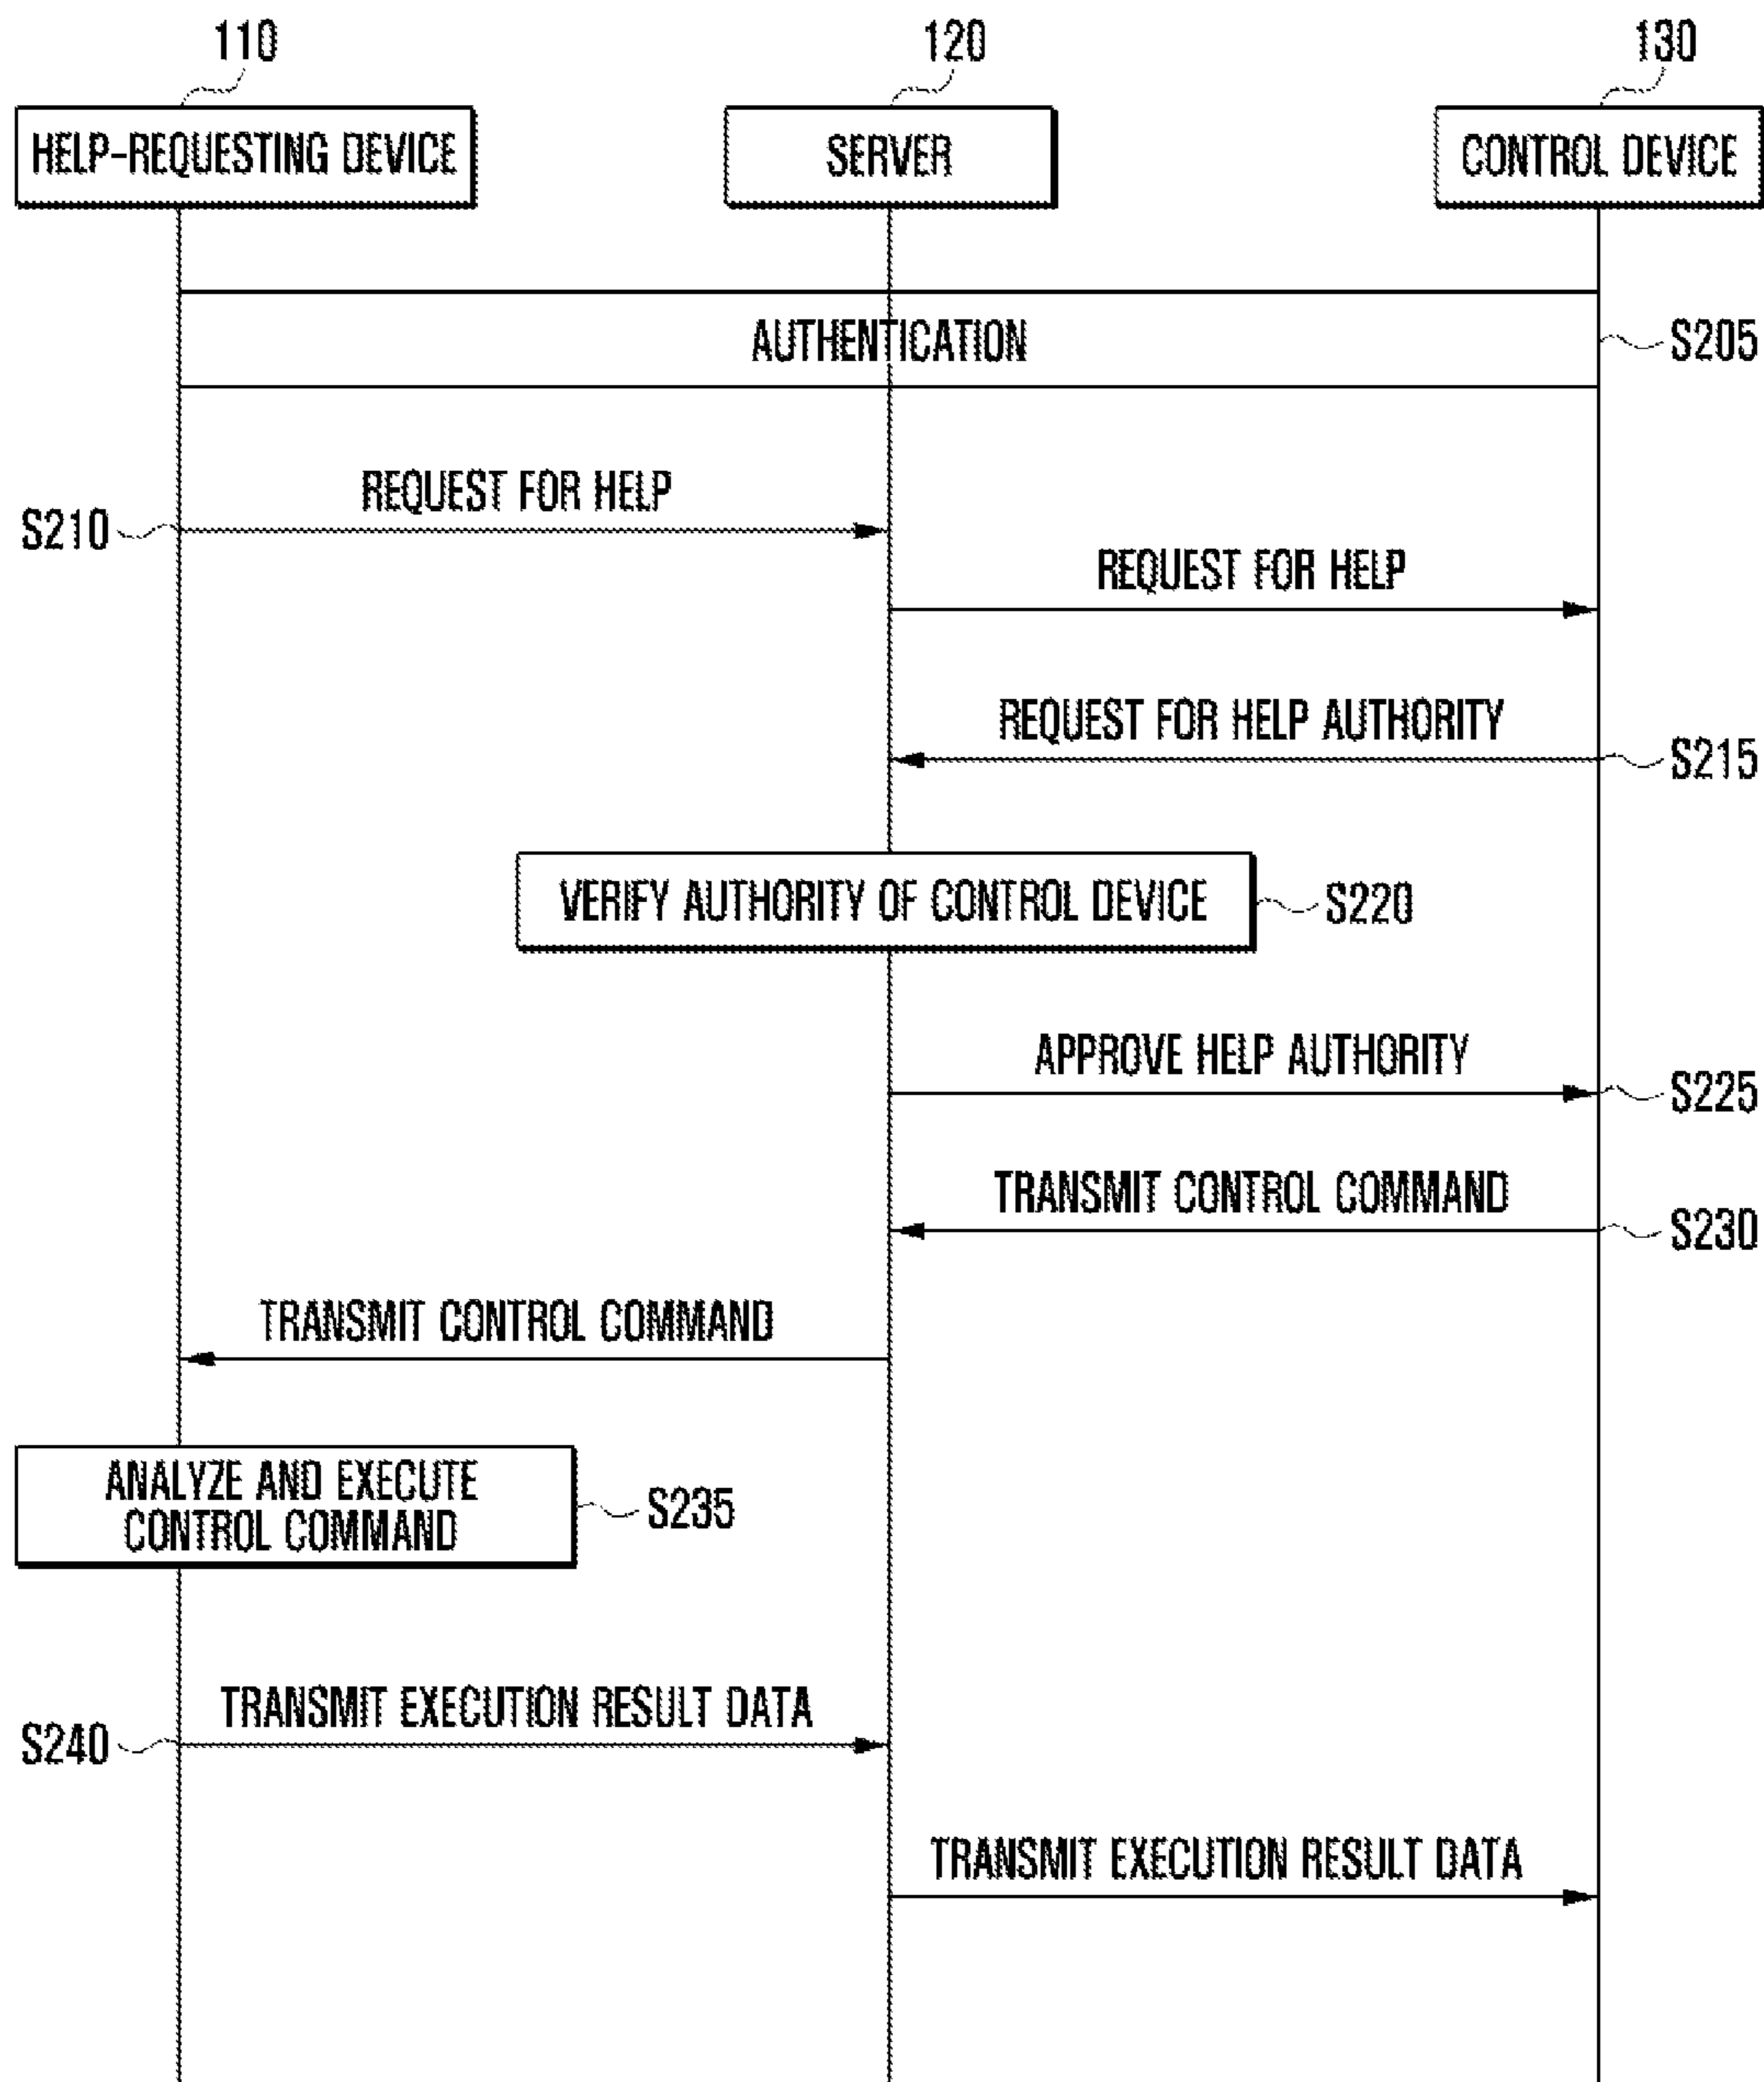 110
120
130
HELP-REQUESTING DEVICE
SERVER
CONTROL DEVICE
AUTHENTICATION
S205
REQUEST FOR HELP
S210
REQUEST FOR HELP
REQUEST FOR HELP AUTHORITY
S215
VERIFY AUTHORITY OF CONTROL DEVICE
S220
APPROVE HELP AUTHORITY
S225
TRANSMIT CONTROL COMMAND
S230
TRANSMIT CONTROL COMMAND
ANALYZE AND EXECUTE
CONTROL COMMAND
S235
TRANSMIT EXECUTION RESULT DATA
S240
TRANSMIT EXECUTION RESULT DATA